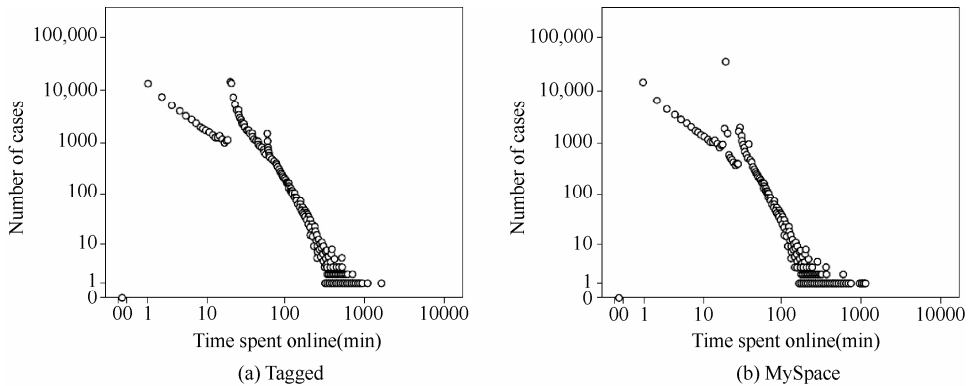 100,000
10,000
1000
100
10
1
0
00 1 10 100 1000 10000
Number of cases
Time spent online(min)
(a) Tagged
100,000
10,000
1000
100
10
1
0
00 1 10 100 1000 10000
Number of cases
Time spent online(min)
(b) MySpace